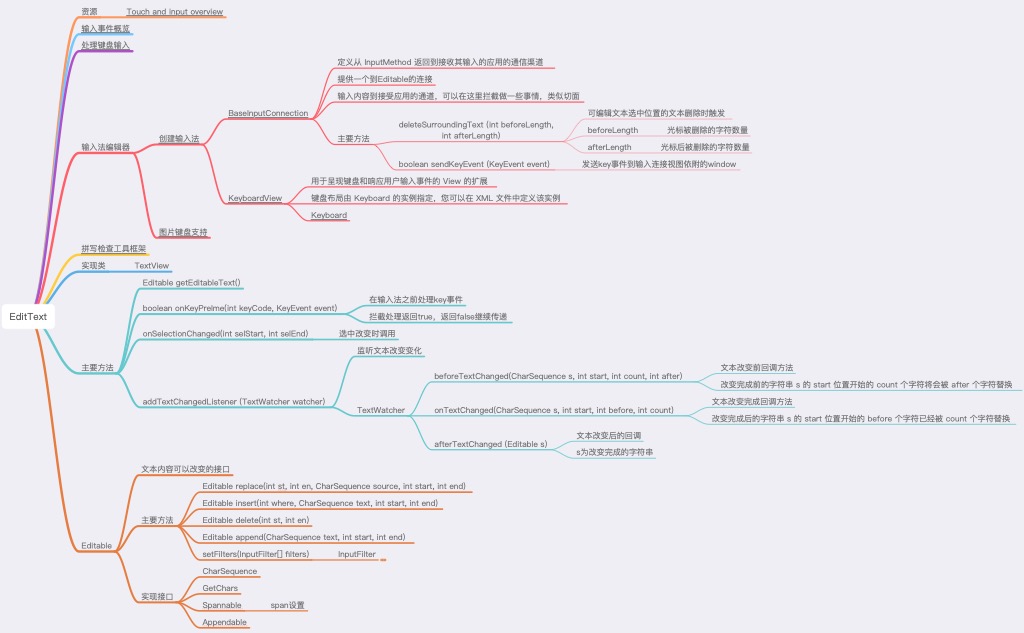 资源
Touch and input overview
输入事件概览
处理键盘输入
输入法编辑器
创建输入法
BaseInputConnection
定义从 InputMethod 返回到接收其输入的应用的通信渠道
提供一个到Editable的连接
输入内容到接受应用的通道，可以在这里拦截做一些事情，类似切面
主要方法
deleteSurroundingText (int beforeLength,
int afterLength)
可编辑文本选中位置的文本删除时触发
beforeLength
光标被删除的字符数量
afterLength
光标后被删除的字符数量
boolean sendKeyEvent (KeyEvent event)
发送key事件到输入连接视图依附的window
KeyboardView
用于呈现键盘和响应用户输入事件的 View 的扩展
键盘布局由 Keyboard 的实例指定，您可以在 XML 文件中定义该实例
Keyboard
图片键盘支持
拼写检查工具框架
实现类
TextView
EditText
主要方法
Editable getEditableText()
boolean onKeyPreIme(int keyCode, KeyEvent event)
在输入法之前处理key事件
拦截处理返回true，返回false继续传递
onSelectionChanged(int selStart, int selEnd)
选中改变时调用
addTextChangedListener (TextWatcher watcher)
监听文本改变变化
TextWatcher
beforeTextChanged(CharSequence s, int start, int count, int after)
文本改变前回调方法
改变完成前的字符串 s 的 start 位置开始的 count 个字符将会被 after 个字符替换
onTextChanged(CharSequence s, int start, int before, int count)
文本改变完成回调方法
改变完成后的字符串 s 的 start 位置开始的 before 个字符已经被 count 个字符替换
afterTextChanged (Editable s)
文本改变后的回调
s为改变完成的字符串
Editable
文本内容可以改变的接口
主要方法
Editable replace(int st, int en, CharSequence source, int start, int end)
Editable insert(int where, CharSequence text, int start, int end)
Editable delete(int st, int en)
Editable append(CharSequence text, int start, int end)
setFilters(InputFilter[] filters)
InputFilter
实现接口
CharSequence
GetChars
Spannable
span设置
Appendable